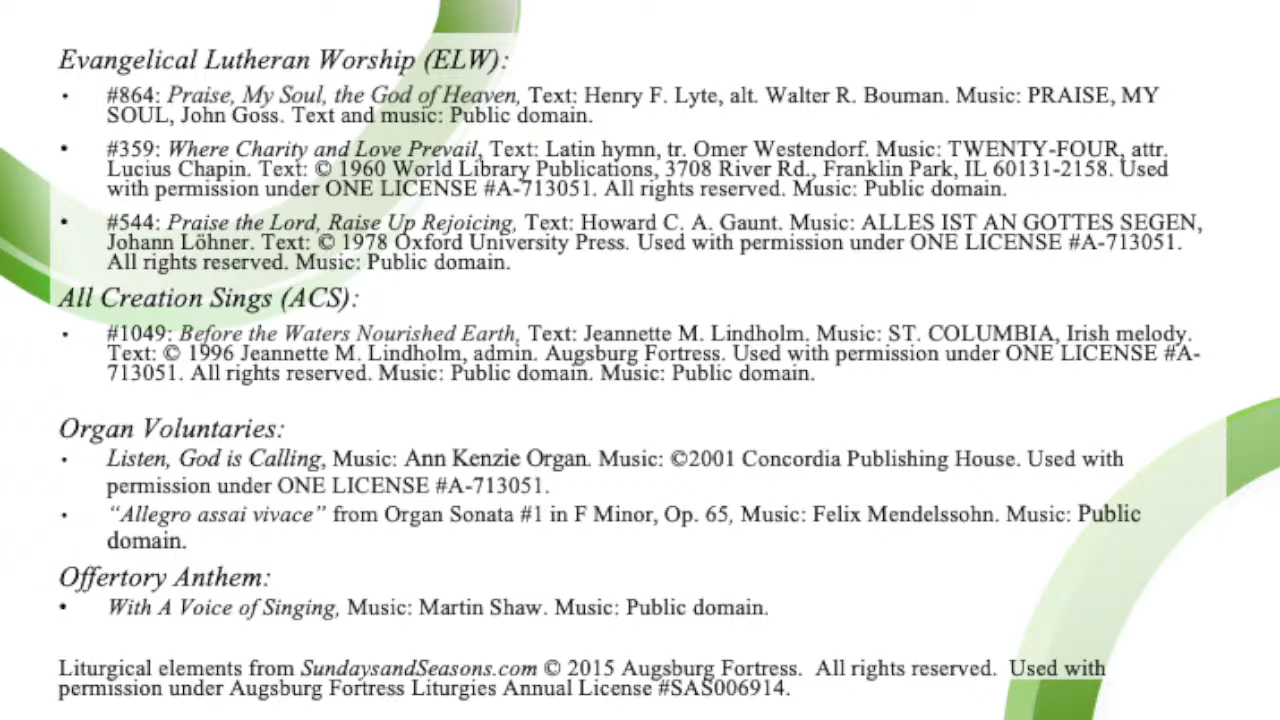 Evangelical Lutheran Worship (ELW):
• #864: Praise, My Soul, the God of Heaven, Text: Henry F. Lyte, alt. Walter R. Bouman. Music: PRAISE, MY
SOUL, John Goss. Text and music: Public domain.
• #359: Where Charity and Love Prevail, Text: Latin hymn, tr. Omer Westendorf. Music: TWENTY-FOUR, attr.
Lucius Chapin. Text: © 1960 World Library Publications, 3708 River Rd., Franklin Park, IL 60131-2158. Used
with permission under ONE LICENSE #A-713051. All rights reserved. Music: Public domain.
• #544: Praise the Lord, Raise Up Rejoicing, Text: Howard C. A. Gaunt. Music: ALLES IST AN GOTTES SEGEN,
Johann Löhner. Text: © 1978 Oxford University Press. Used with permission under ONE LICENSE #A-713051.
All rights reserved. Music: Public domain.
All Creation Sings (ACS):
• #1049: Before the Waters Nourished Earth, Text: Jeannette M. Lindholm. Music: ST. COLUMBIA, Irish melody.
Text: © 1996 Jeannette M. Lindholm, admin. Augsburg Fortress. Used with permission under ONE LICENSE #A-
713051. All rights reserved. Music: Public domain. Music: Public domain.
Organ Voluntaries:
• Listen, God is Calling, Music: Ann Kenzie Organ. Music: ©2001 Concordia Publishing House. Used with
permission under ONE LICENSE #A-713051.
• “Allegro assai vivace” from Organ Sonata #1 in F Minor, Op. 65, Music: Felix Mendelssohn. Music: Public
domain.
Offertory Anthem:
• With A Voice of Singing, Music: Martin Shaw. Music: Public domain.
Liturgical elements from SundaysandSeasons.com © 2015 Augsburg Fortress. All rights reserved. Used with
permission under Augsburg Fortress Liturgies Annual License #SAS006914.